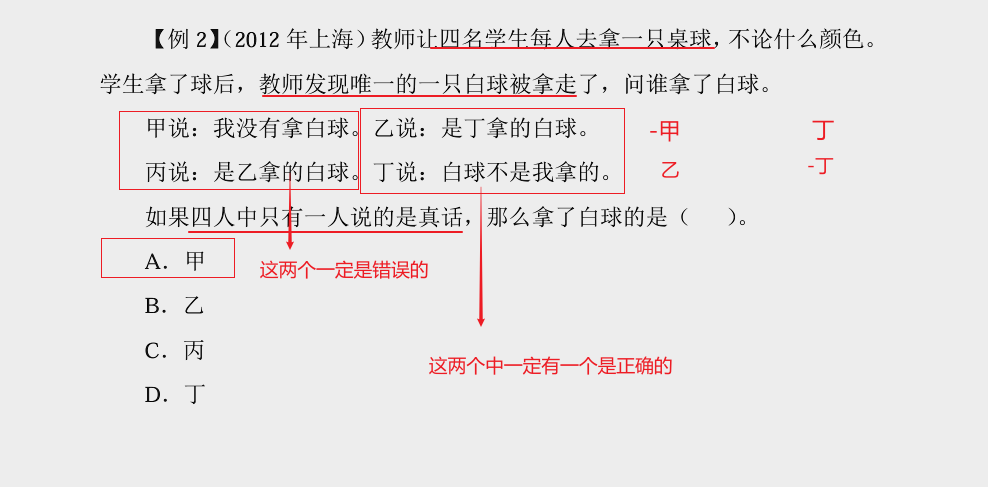 【例 2】（2012 年上海）教师让四名学生每人去拿一只桌球，不论什么颜色。
学生拿了球后，教师发现唯一的一只白球被拿走了，问谁拿了白球。
甲说：我没有拿白球。乙说：是丁拿的白球。 -甲 丁
丙说：是乙拿的白球。丁说：白球不是我拿的。 乙 -丁
如果四人中只有一人说的是真话，那么拿了白球的是（ ）。
A．甲
这两个一定是错误的
B．乙
C．丙
这两个中一定有一个是正确的
D．丁